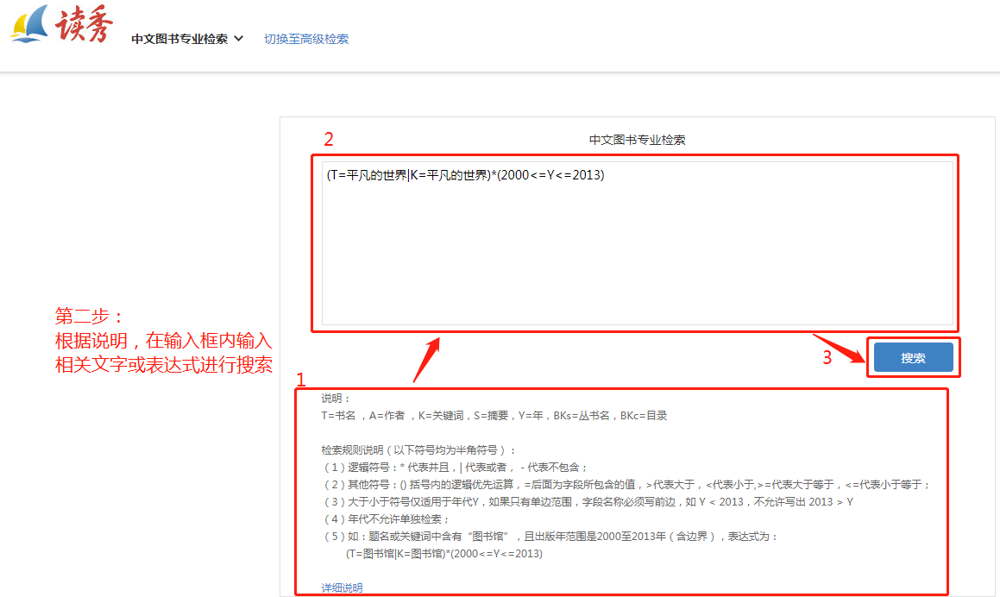 读秀
中文图书专业检索
切换至高级检索
2
中文图书专业检索
(T=平凡的世界|K=平凡的世界)*(2000<=Y<=2013)
第二步：
根据说明，在输入框内输入
相关文字或表达式进行搜索
3
搜索
1
说明：
T=书名 ，A=作者 ，K=关键词，S=摘要，Y=年，BKs=丛书名，BKc=目录
检索规则说明（以下符号均为半角符号）：
（1）逻辑符号：* 代表并且，| 代表或者， - 代表不包含；
（2）其他符号：() 括号内的逻辑优先运算，=后面为字段所包含的值，>代表大于，<代表小于,>=代表大于等于，<=代表小于等于；
（3）大于小于符号仅适用于年代Y，如果只有单边范围，字段名称必须写前边，如 Y < 2013，不允许写出 2013 > Y
（4）年代不允许单独检索；
（5）如：题名或关键词中含有“图书馆”，且出版年范围是2000至2013年（含边界），表达式为：
(T=图书馆|K=图书馆)*(2000<=Y<=2013)
详细说明